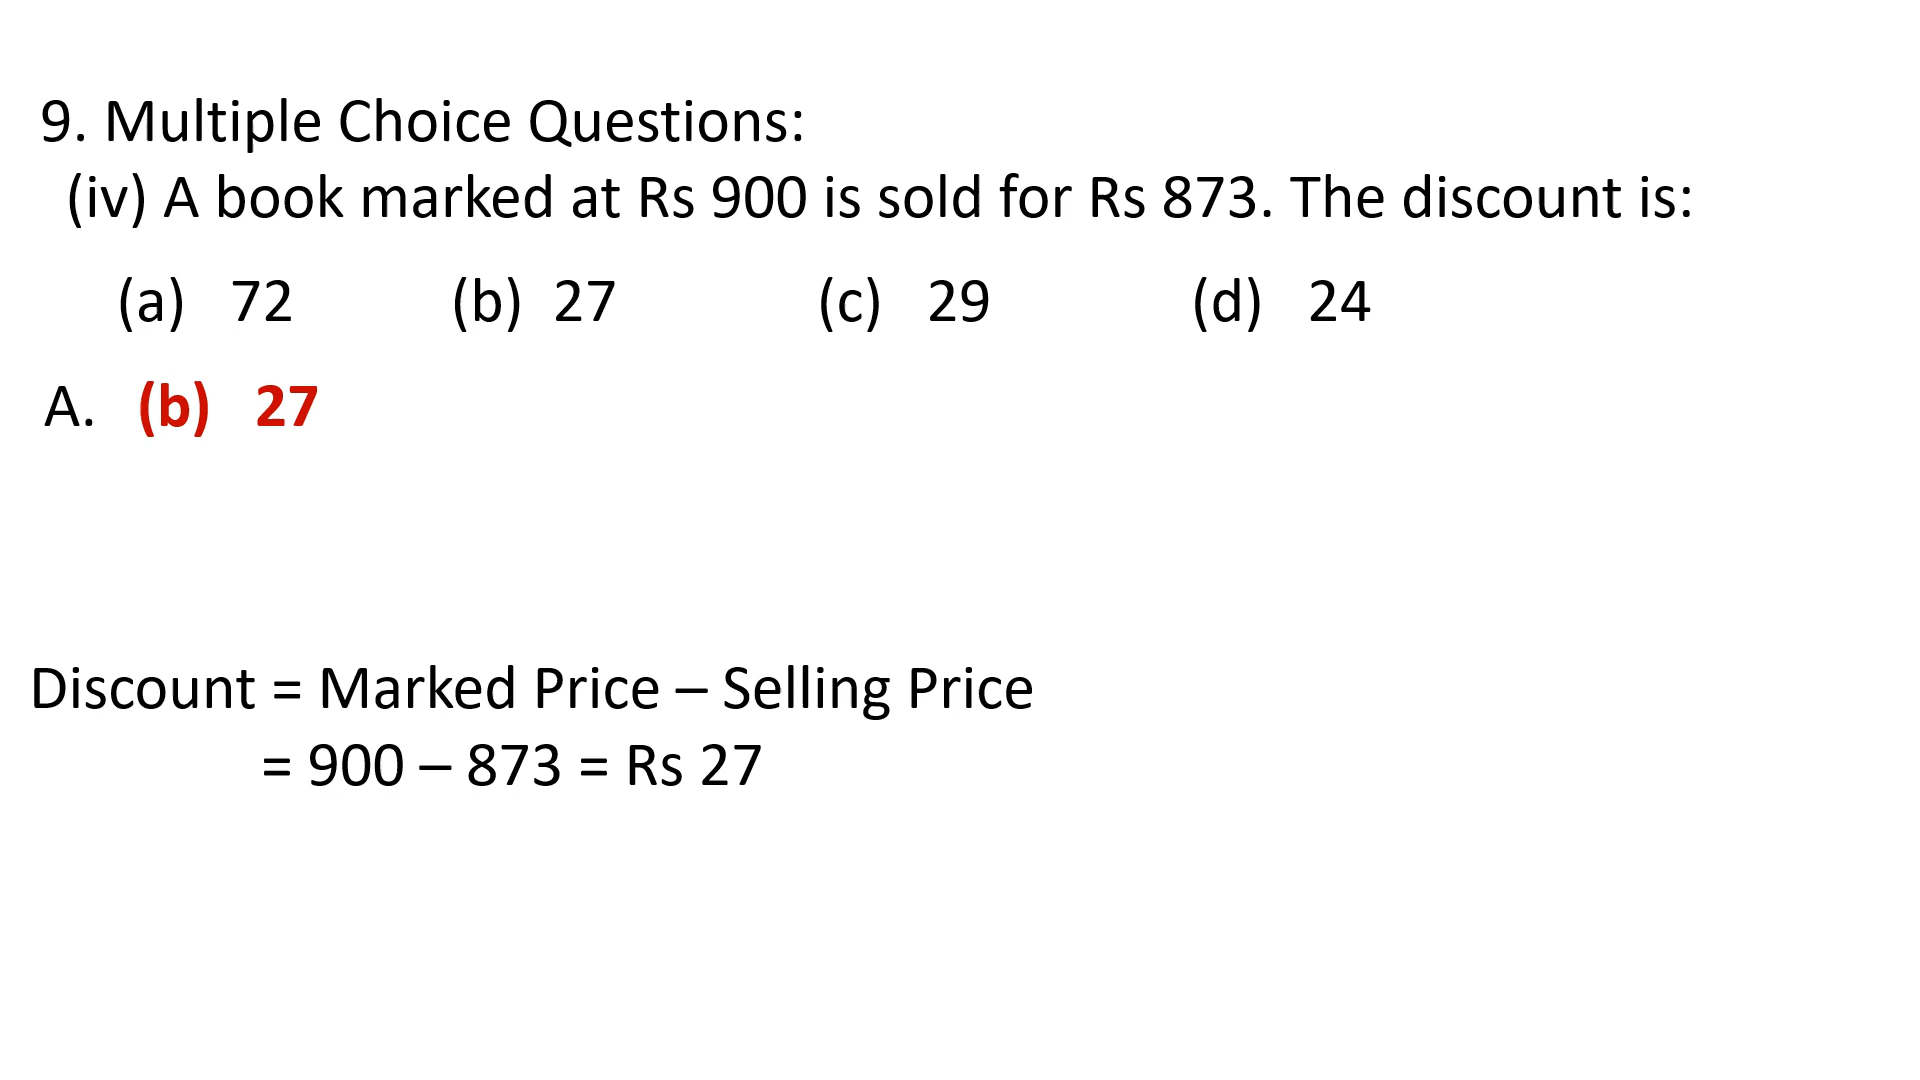 9. Multiple Choice Questions:
(iv) A book marked at Rs 900 is sold for Rs 873. The discount is:
(a) 72 (b) 27 (c) 29 (d) 24
A. (b) 27
Discount = Marked Price – Selling Price
= 900 – 873 = Rs 27